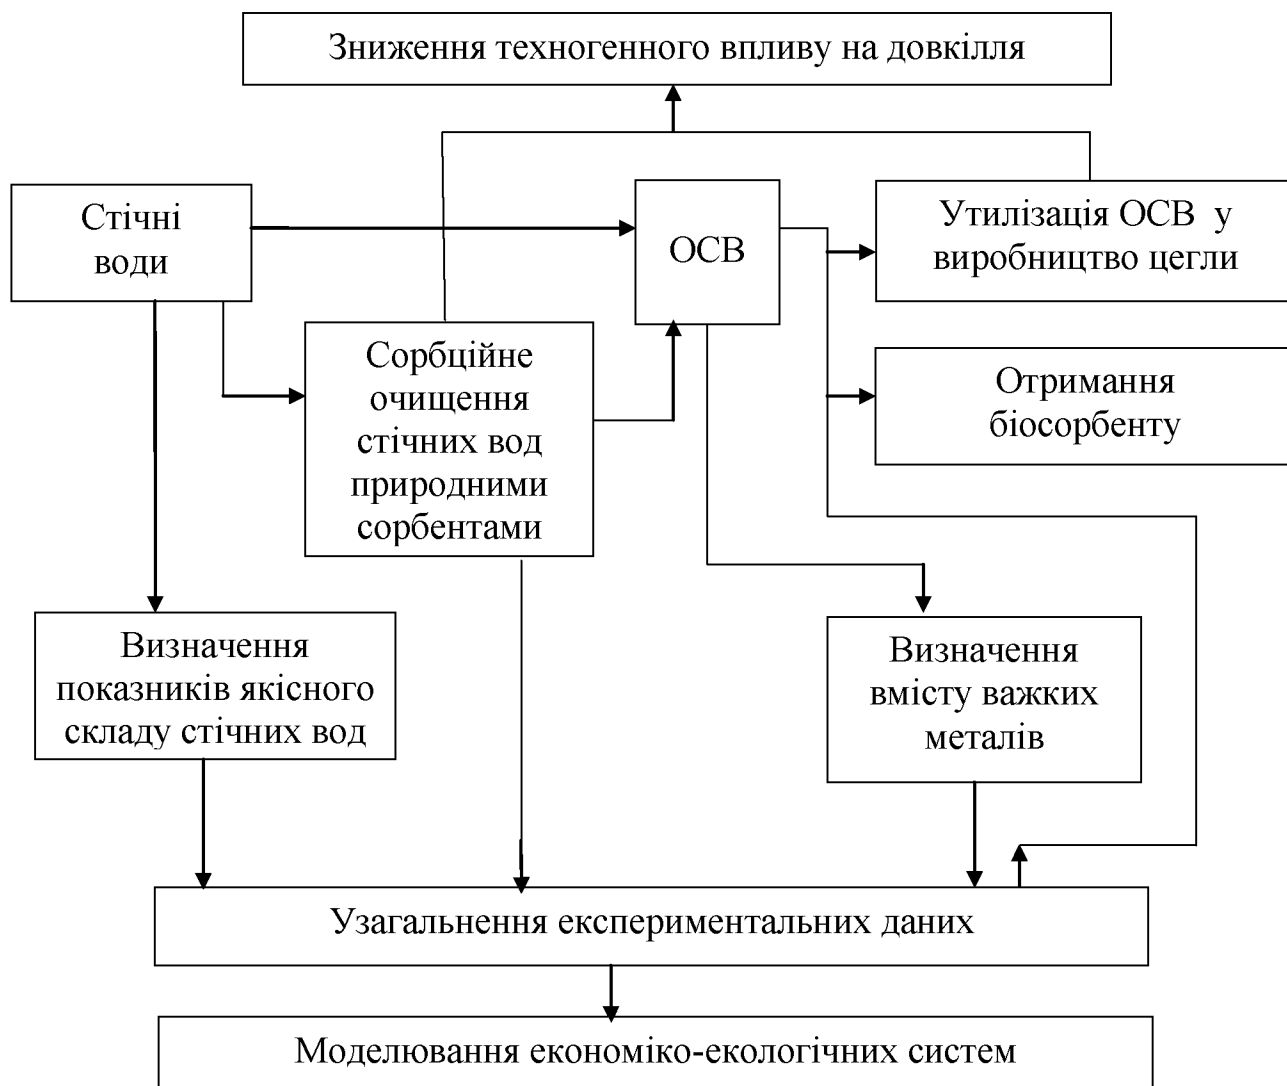 Зниження техногенного впливу на довкілля
Стічні
води
ОСВ
Утилізація ОСВ у
виробництво цегли
Сорбційне
очищення
стічних вод
природними
сорбентами
Отримання
біосорбенту
Визначення
показників якісного
складу стічних вод
Визначення
вмісту важких
металів
Узагальнення експериментальних даних
Моделювання економіко-екологічних систем